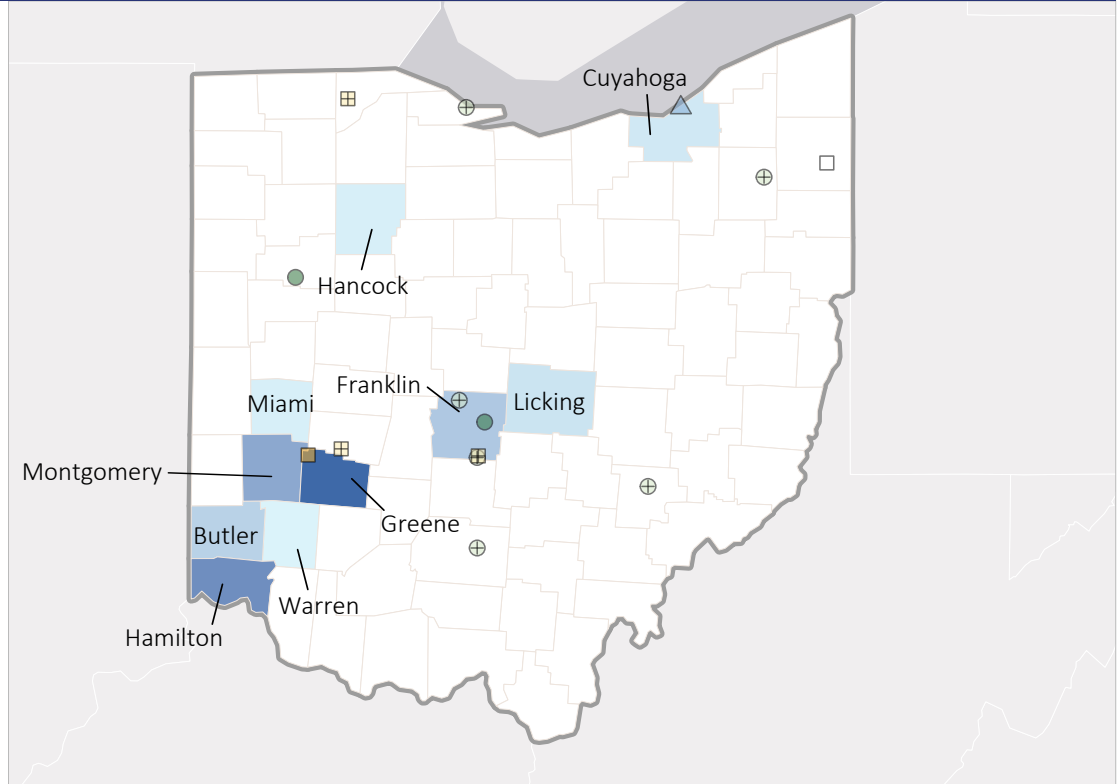 Cuyahoga
Hancock
Franklin
Miami
Licking
Montgomery
Greene
Butler
Warren
Hamilton